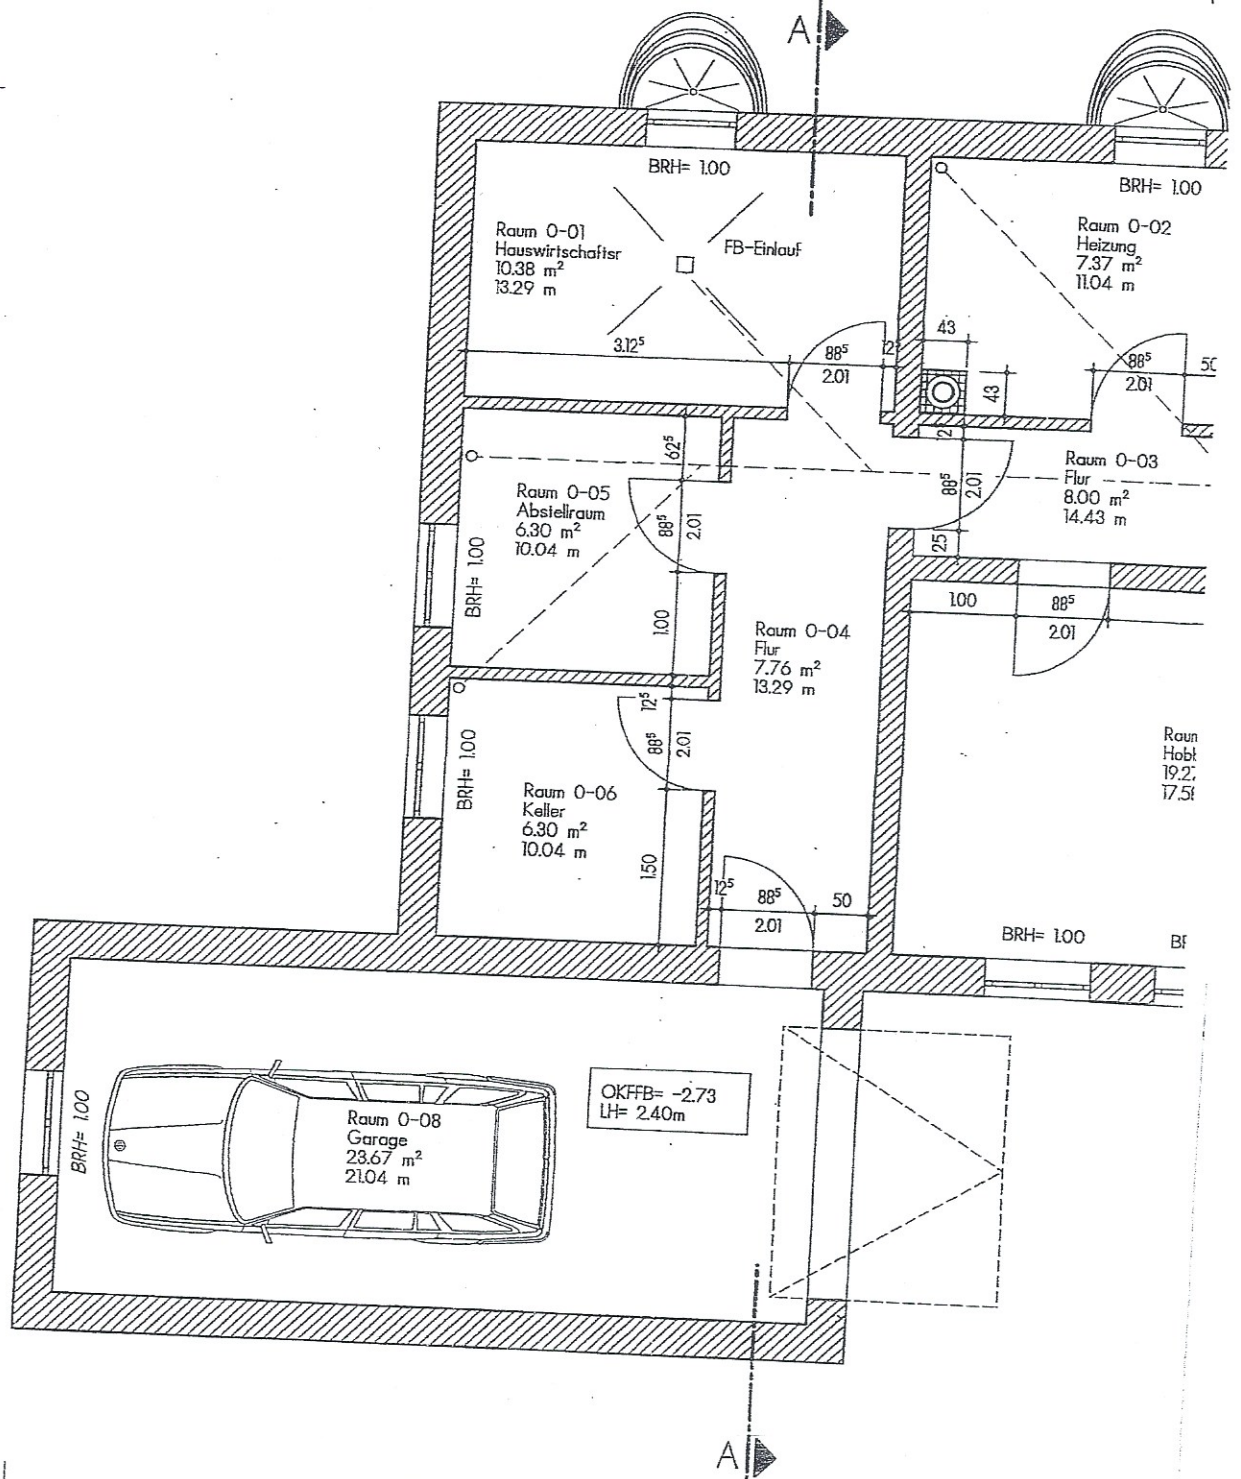 A
BRH= 1.00
BRH= 1.00
Raum 0-01
Hauswirtschaftsr
10.38 m²
13.29 m
FB-Einlauf
Raum 0-02
Heizung
7.37 m²
11.04 m
3.12⁵
88⁵
2.01
12⁵
43
43
88⁵
2.01
50
62⁵
12⁵
88⁵
2.01
25
Raum 0-03
Flur
8.00 m²
14.43 m
Raum 0-05
Abstellraum
6.30 m²
10.04 m
88⁵
2.01
BRH= 1.00
1.00
1.00
88⁵
2.01
Raum 0-04
Flur
7.76 m²
13.29 m
12⁵
88⁵
2.01
BRH= 1.00
Raum 0-06
Keller
6.30 m²
10.04 m
1.50
12⁵
88⁵
2.01
50
BRH= 1.00
OKFFB= -2.73
LH= 2.40m
BRH= 1.00
Raum 0-08
Garage
23.67 m²
21.04 m
A